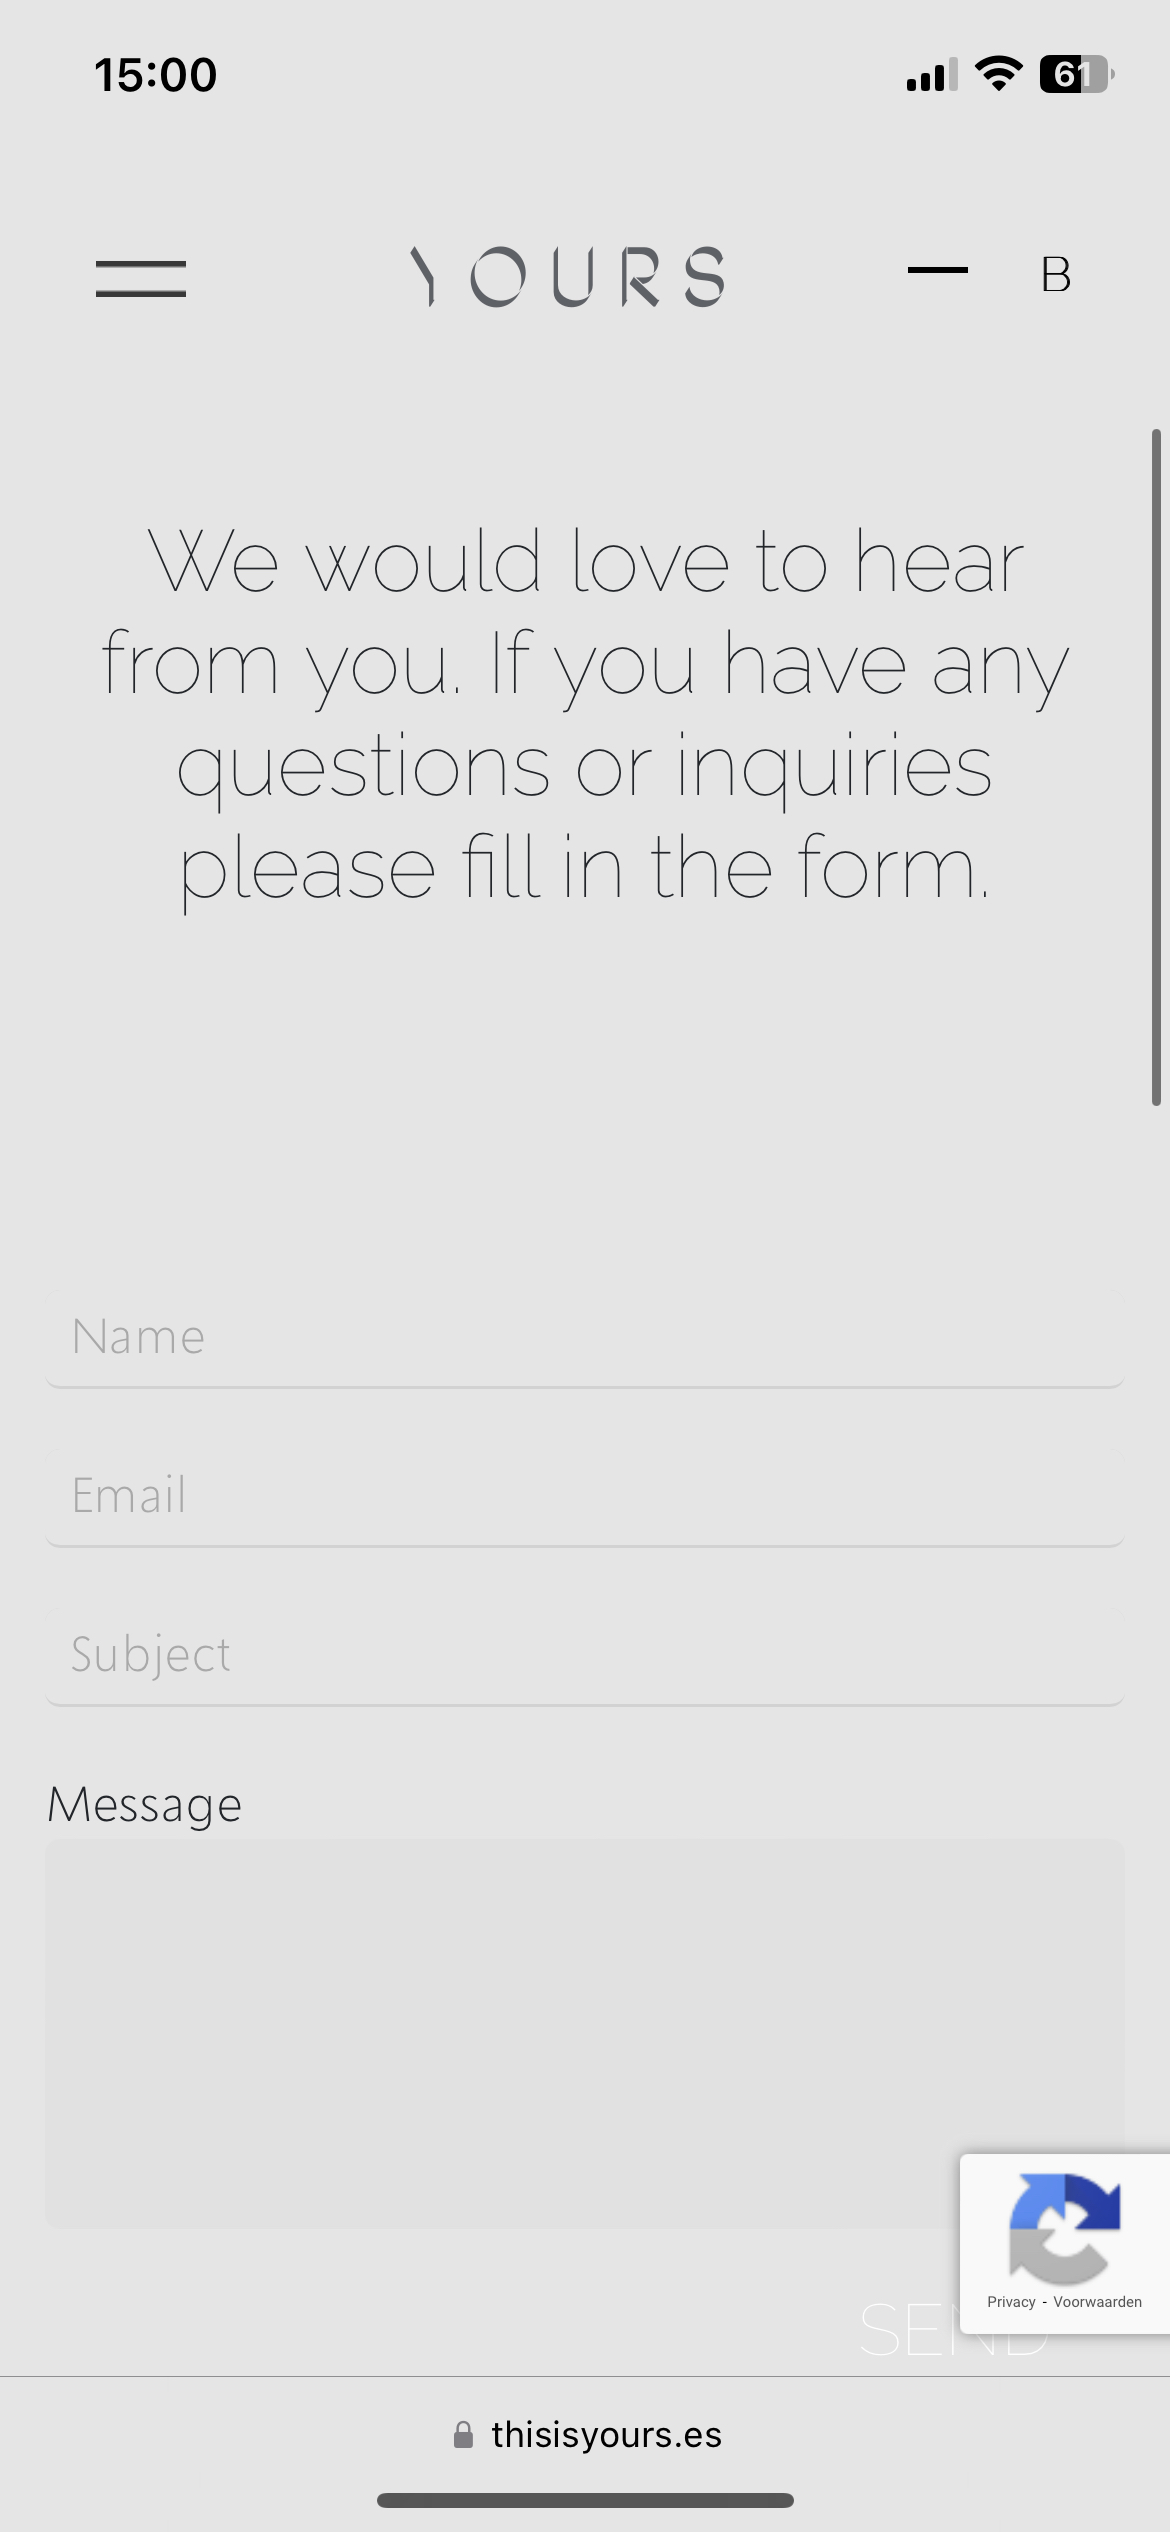 15:00
61
YOURS
B
We would love to hear
from you. If you have any
questions or inquiries
please fill in the form.
Name
Email
Subject
Message
Privacy - Voorwaarden
SEND
thisisyours.es